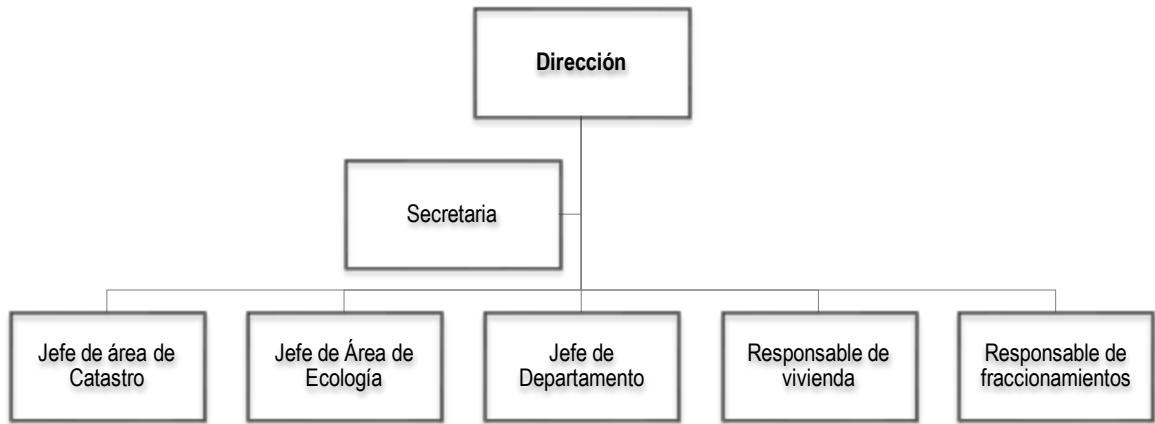 Dirección
Secretaria
Jefe de área de
Catastro
Jefe de Área de
Ecología
Jefe de
Departamento
Responsable de
vivienda
Responsable de
fraccionamientos